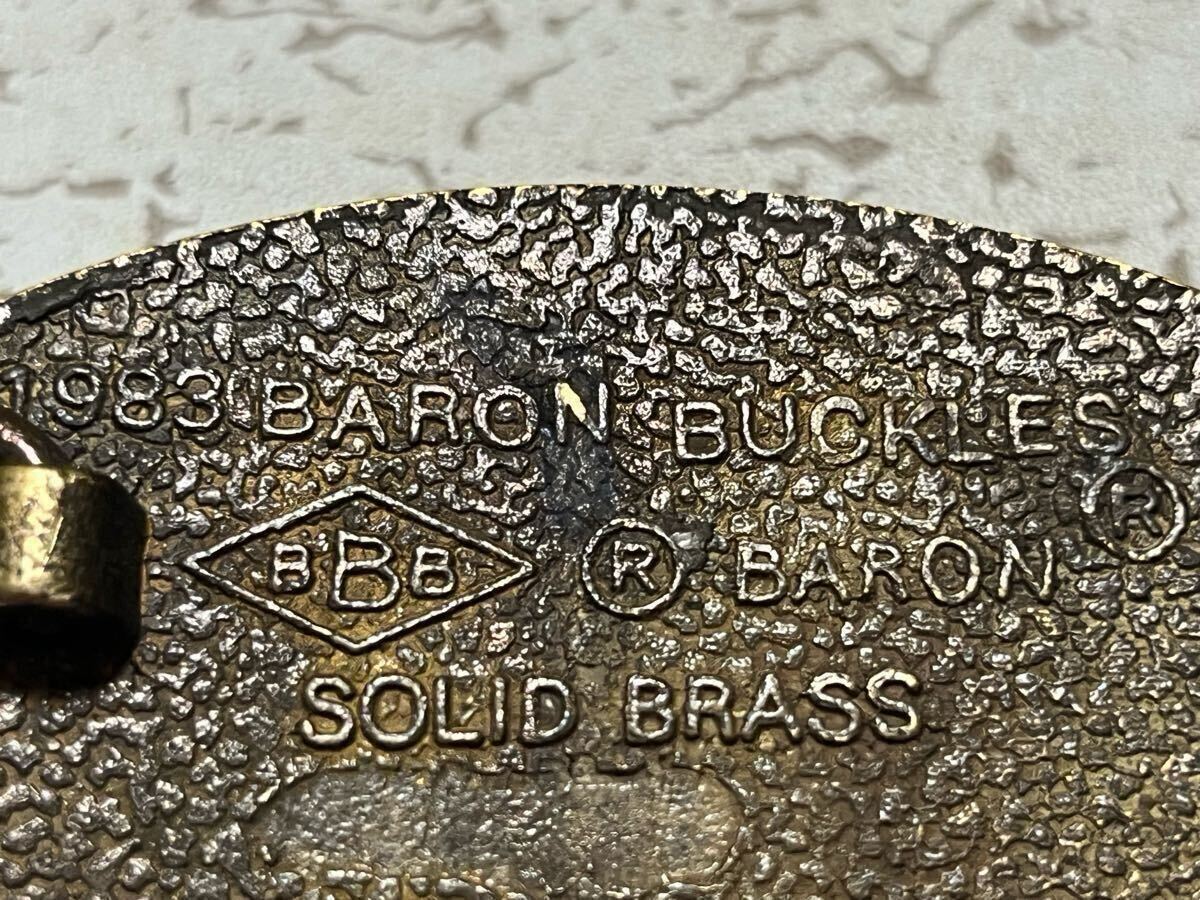 1983 BARON BUCKLES ®
BBB ® BARON
SOLID BRASS